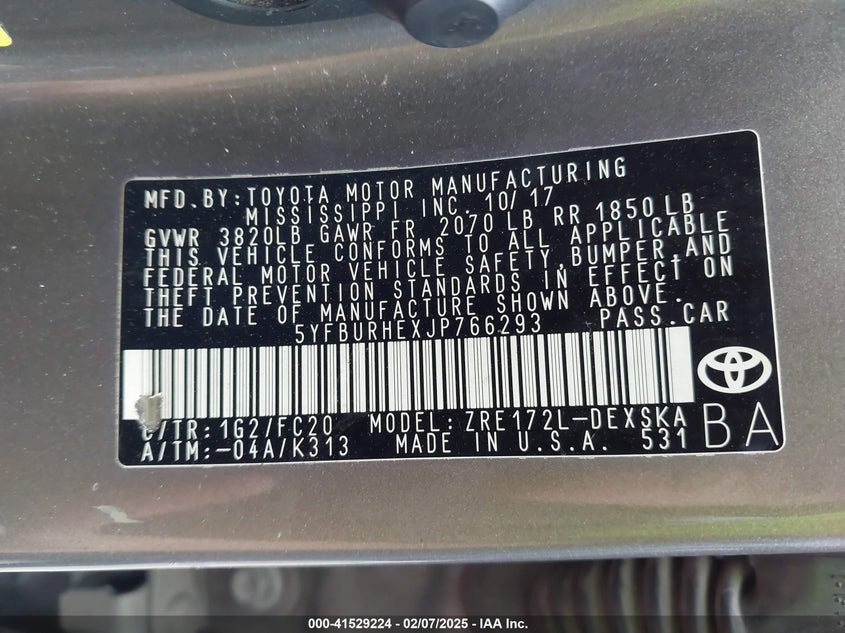 MFD. BY: TOYOTA MOTOR MANUFACTURING
MISSISSIPPI INC. 10/17
GVWR 3820LB GAWR FR 2070 LB RR 1850 LB
THIS VEHICLE CONFORMS TO ALL APPLICABLE
FEDERAL MOTOR VEHICLE SAFETY, BUMPER, AND
THEFT PREVENTION STANDARDS IN EFFECT ON
THE DATE OF MANUFACTURE SHOWN ABOVE.
5YFBURHEXJP766293 PASS. CAR
C/TR: 1G2/FC20 MODEL: ZRE172L-DEXSKA
A/TM: -04A/K313 MADE IN U.S.A. 531
BA
000-41529224 - 02/07/2025 - IAA Inc.